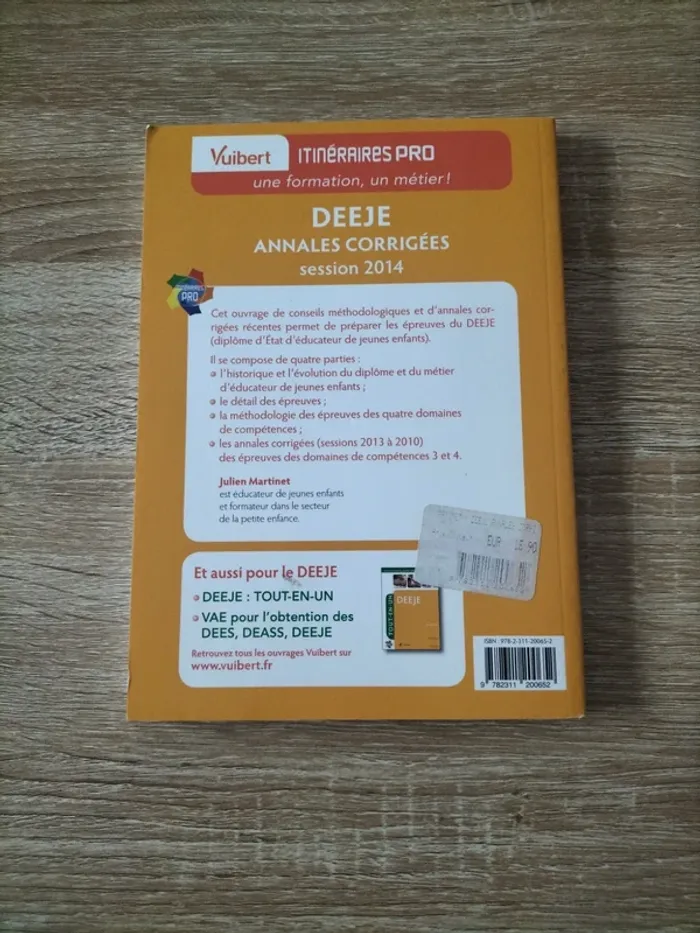 Vuibert ITINÉRAIRES PRO
une formation, un métier !
DEEJE
ANNALES CORRIGÉES
session 2014
ITINÉRAIRES
PRO
Cet ouvrage de conseils méthodologiques et d'annales cor-
rigées récentes permet de préparer les épreuves du DEEJE
(diplôme d'État d'éducateur de jeunes enfants).
Il se compose de quatre parties :
l'historique et l'évolution du diplôme et du métier
d'éducateur de jeunes enfants ;
le détail des épreuves ;
la méthodologie des épreuves des quatre domaines
de compétences ;
les annales corrigées (sessions 2013 à 2010)
des épreuves des domaines de compétences 3 et 4.
Julien Martinet
est éducateur de jeunes enfants
et formateur dans le secteur
de la petite enfance.
EUR 16.90
Et aussi pour le DEEJE
DEEJE : TOUT-EN-UN
VAE pour l'obtention des
DEES, DEASS, DEEJE
Retrouvez tous les ouvrages Vuibert sur
www.vuibert.fr
TOUT-EN-UN
DEEJE
ISBN : 978-2-311-20065-2
9 782311 200652